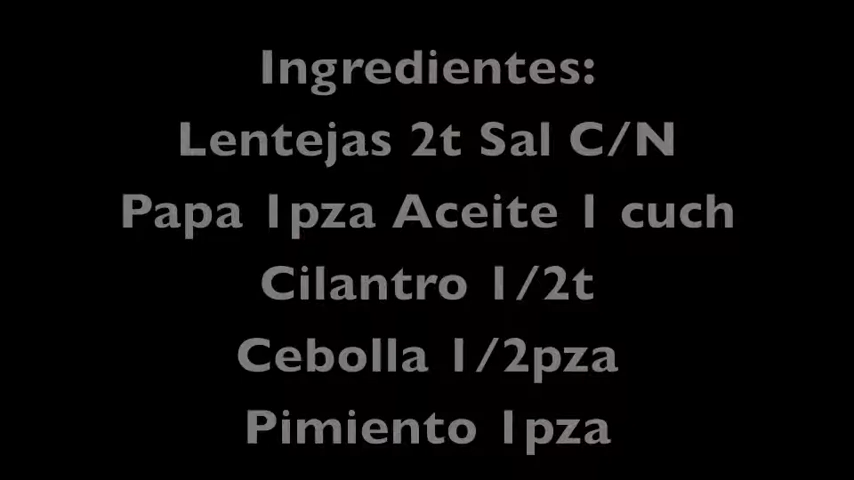 Ingredientes:
Lentejas 2t Sal C/N
Papa 1pza Aceite 1 cuch
Cilantro 1/2t
Cebolla 1/2pza
Pimiento 1pza